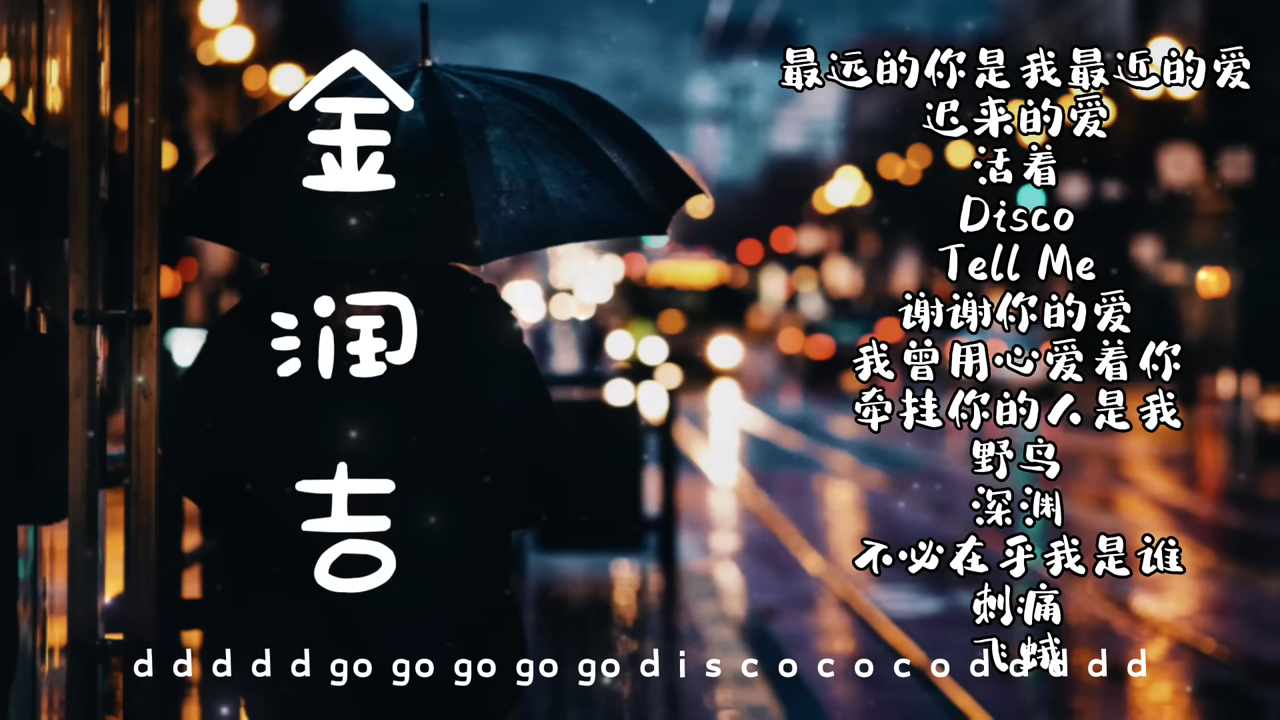 金润吉
最远的你是我最近的爱
迟来的爱
活着
Disco
Tell Me
谢谢你的爱
我曾用心爱着你
牵挂你的人是我
野鸟
深渊
不必在乎我是谁
刺痛
飞蛾
d d d d d go go go go go d i s c o c o c o d d d d d